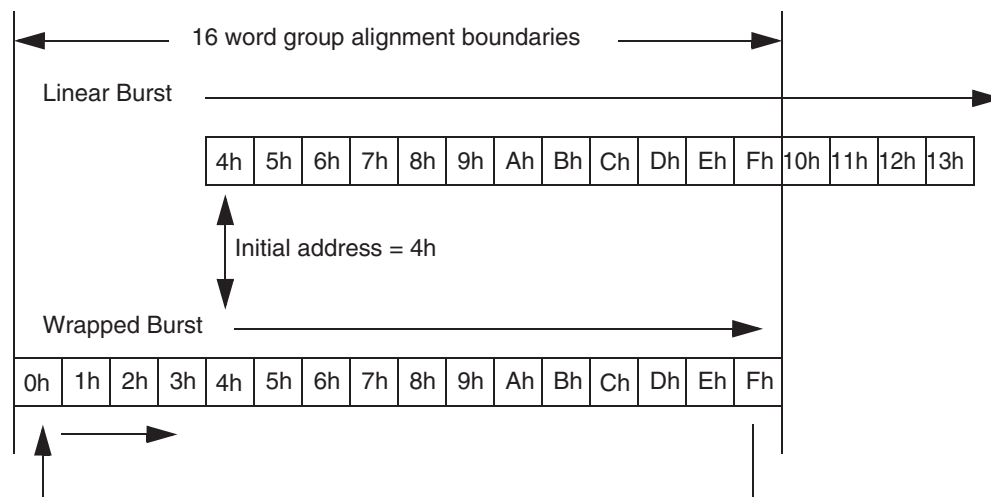 16 word group alignment boundaries
Linear Burst
4h 5h 6h 7h 8h 9h Ah Bh Ch Dh Eh Fh 10h 11h 12h 13h
Initial address = 4h
Wrapped Burst
0h 1h 2h 3h 4h 5h 6h 7h 8h 9h Ah Bh Ch Dh Eh Fh